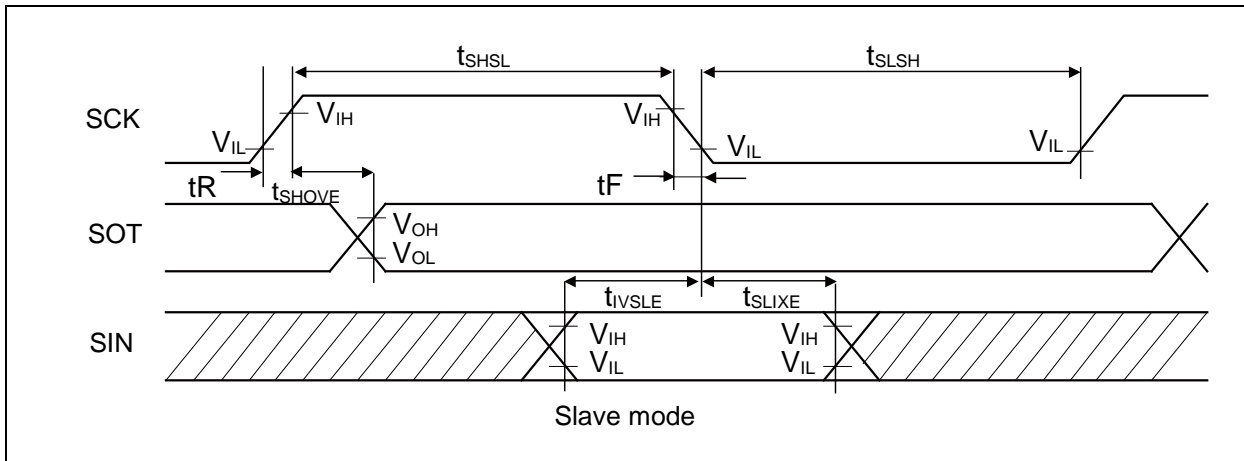 tSHSL
tSLSH
SCK
VIH
VIH
VIL
VIL
VIL
tR
tSHOVE
tF
SOT
VOH
VOL
tIVSLE
tSLIXE
SIN
VIH
VIH
VIL
VIL
Slave mode